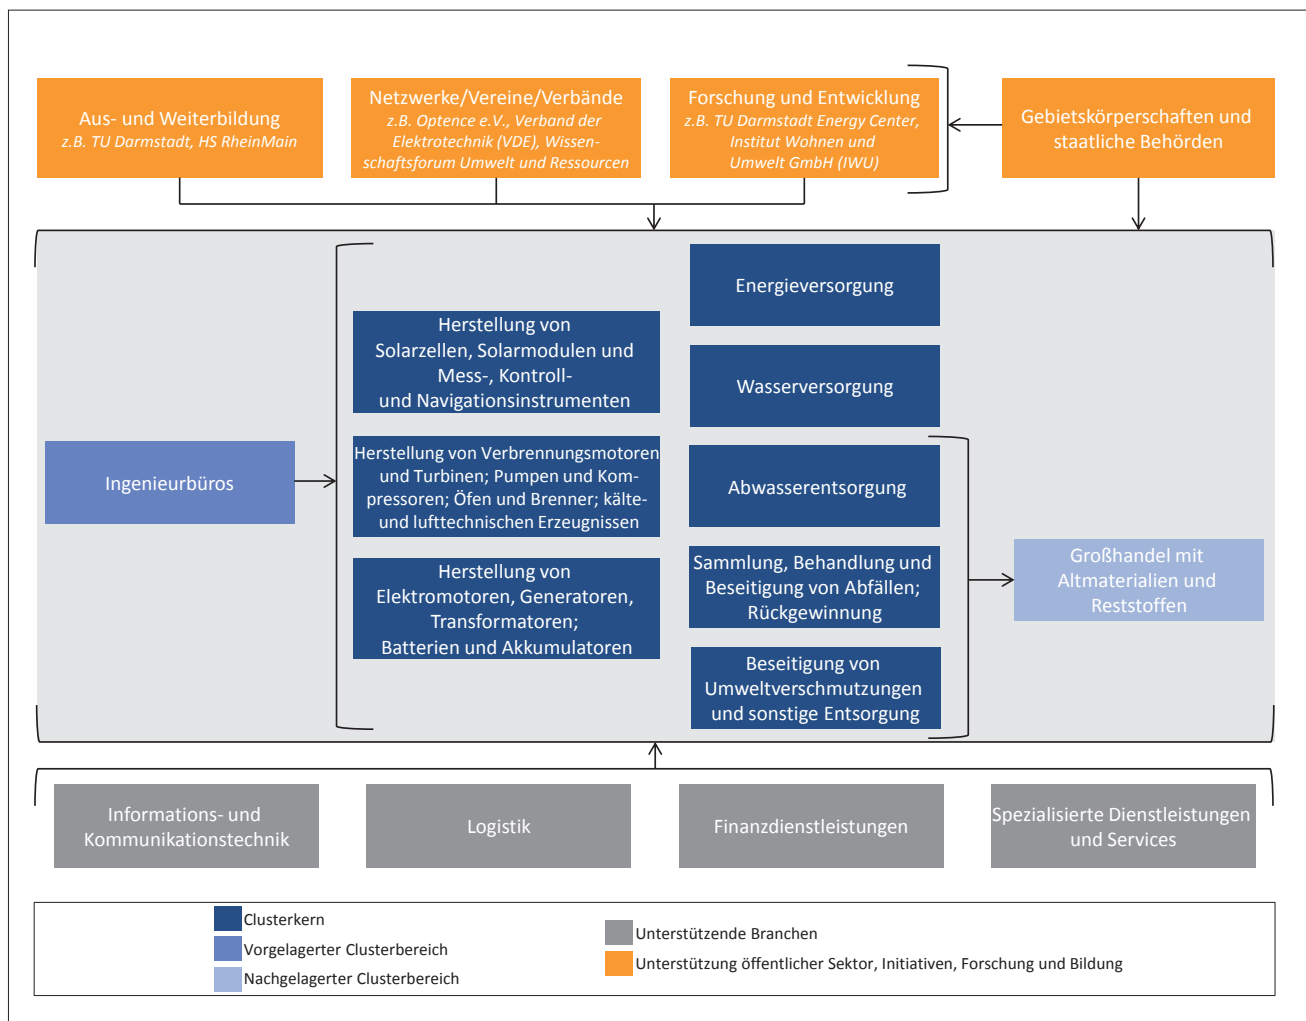 Aus- und Weiterbildung
z.B. TU Darmstadt, HS RheinMain
Netzwerke/Vereine/Verbände
z.B. Optence e.V., Verband der
Elektrotechnik (VDE), Wissen-
schaftsforum Umwelt und Ressourcen
Forschung und Entwicklung
z.B. TU Darmstadt Energy Center,
Institut Wohnen und
Umwelt GmbH (IWU)
Gebietskörperschaften und
staatliche Behörden
Ingenieurbüros
Herstellung von
Solarzellen, Solarmodulen und
Mess-, Kontroll-
und Navigationsinstrumenten
Herstellung von Verbrennungsmotoren
und Turbinen; Pumpen und Kom-
pressoren; Öfen und Brenner; kälte-
und lufttechnischen Erzeugnissen
Herstellung von
Elektromotoren, Generatoren,
Transformatoren;
Batterien und Akkumulatoren
Energieversorgung
Wasserversorgung
Abwasserentsorgung
Sammlung, Behandlung und
Beseitigung von Abfällen;
Rückgewinnung
Beseitigung von
Umweltverschmutzungen
und sonstige Entsorgung
Großhandel mit
Altmaterialien und
Reststoffen
Informations- und
Kommunikationstechnik
Logistik
Finanzdienstleistungen
Spezialisierte Dienstleistungen
und Services
Clusterkern
Vorgelagerter Clusterbereich
Nachgelagerter Clusterbereich
Unterstützende Branchen
Unterstützung öffentlicher Sektor, Initiativen, Forschung und Bildung